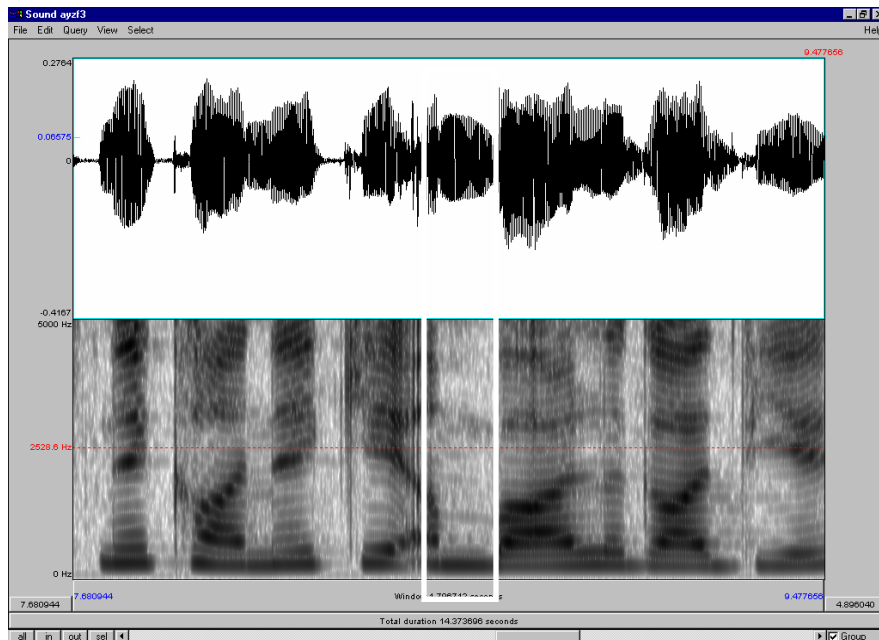 Sound ayzf3
File Edit Query View Select Help
9.477656
0.2764
0.06575
0
-0.4167
5000 Hz
2528.6 Hz
0 Hz
7.680944 9.477656
7.680944 4.896040
Total duration 14.373696 seconds
all in out sel Group